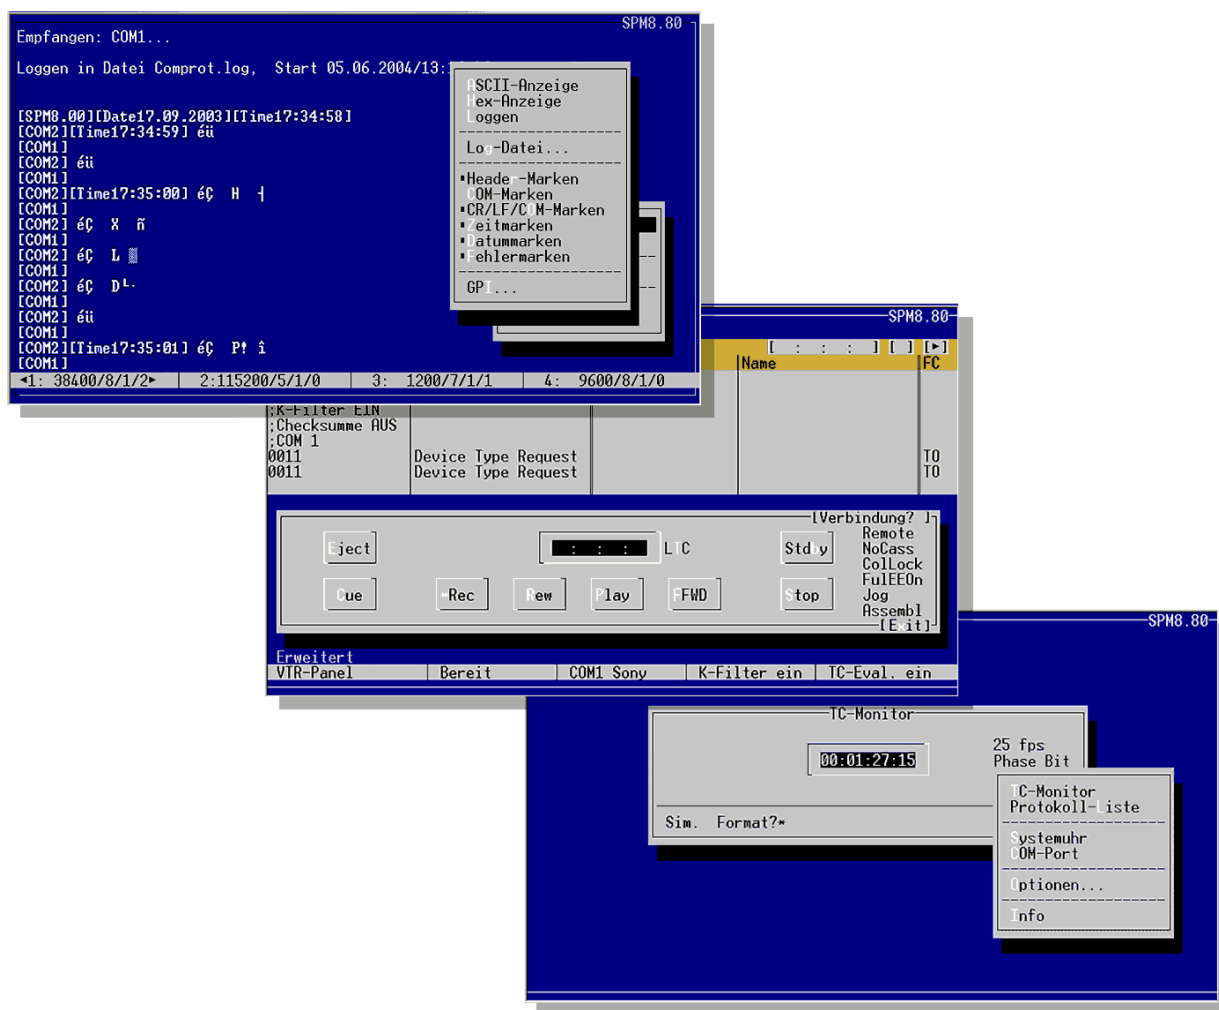 SPM8.80
Empfangen: COM1...
Loggen in Datei Comprot.log, Start 05.06.2004/13:
[SPM8.00][Date17.09.2003][Time17:34:58]
[COM2][Time17:34:59] éü
[COM1]
[COM2] éü
[COM1]
[COM2][Time17:35:00] éÇ H ┤
[COM1]
[COM2] éÇ X ñ
[COM1]
[COM2] éÇ L ▒
[COM1]
[COM2] éÇ D└·
[COM1]
[COM2] éü
[COM1]
[COM2][Time17:35:01] éÇ P! î
[COM1]
◄1: 38400/8/1/2► 2:115200/5/1/0 3: 1200/7/1/1 4: 9600/8/1/0
ASCII-Anzeige
Hex-Anzeige
Loggen
Log-Datei...
Header-Marken
COM-Marken
CR/LF/COM-Marken
Zeitmarken
Datummarken
Fehlermarken
GPI...
SPM8.80
[ : : : ] [ ] [►]
Name FC
;K-Filter EIN
;Checksumme AUS
;COM 1
0011 Device Type Request TO
0011 Device Type Request TO
[Verbindung? ]
Eject : : : LTC Stdby
Cue *Rec Rew Play FFWD Stop
Remote
NoCass
ColLock
FulEEOn
Jog
Assembl
[Exit]
Erweitert
VTR-Panel Bereit COM1 Sony K-Filter ein TC-Eval. ein
SPM8.80
TC-Monitor
00:01:27:15
25 fps
Phase Bit
Sim. Format?*
TC-Monitor
Protokoll-Liste
Systemuhr
COM-Port
Optionen...
Info